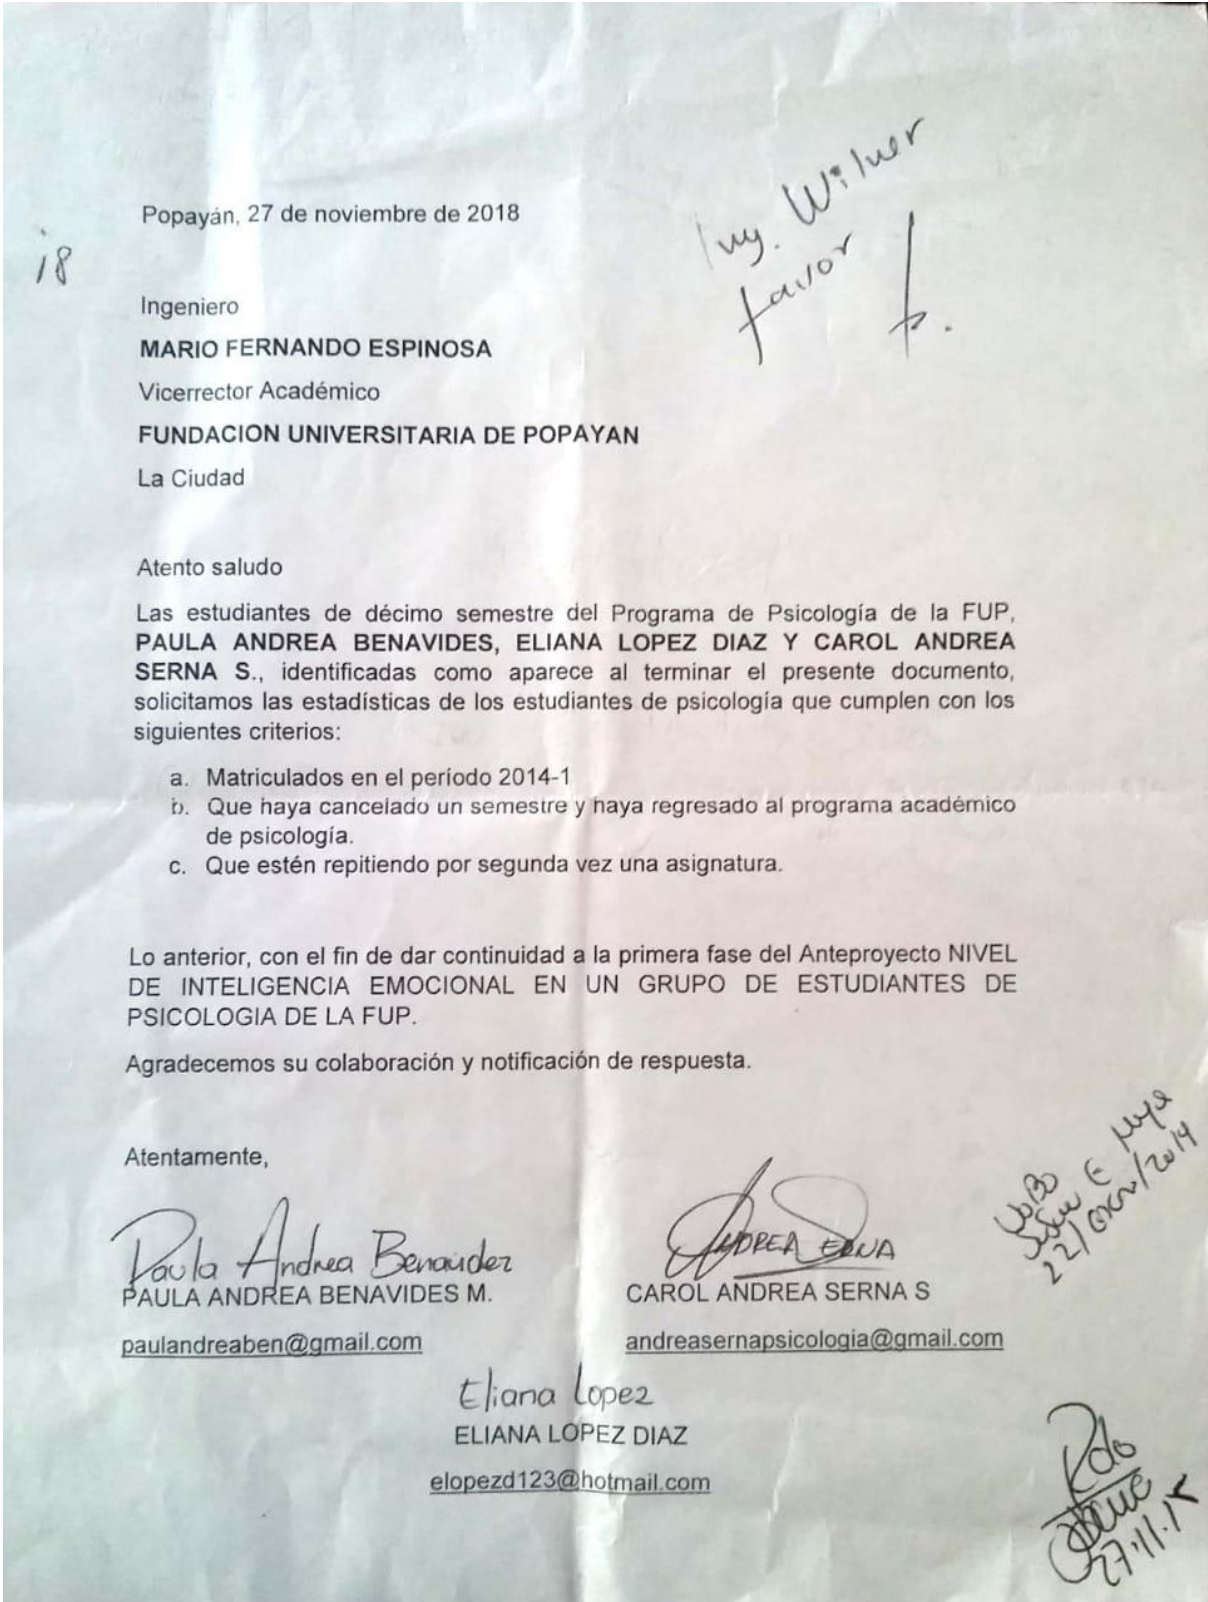 Popayán, 27 de noviembre de 2018
Ing. Wilmer
favor
18
Ingeniero
MARIO FERNANDO ESPINOSA
Vicerrector Académico
FUNDACION UNIVERSITARIA DE POPAYAN
La Ciudad
Atento saludo
Las estudiantes de décimo semestre del Programa de Psicología de la FUP,
PAULA ANDREA BENAVIDES, ELIANA LOPEZ DIAZ Y CAROL ANDREA
SERNA S., identificadas como aparece al terminar el presente documento,
solicitamos las estadísticas de los estudiantes de psicología que cumplen con los
siguientes criterios:
a. Matriculados en el período 2014-1
b. Que haya cancelado un semestre y haya regresado al programa académico
de psicología.
c. Que estén repitiendo por segunda vez una asignatura.
Lo anterior, con el fin de dar continuidad a la primera fase del Anteproyecto NIVEL
DE INTELIGENCIA EMOCIONAL EN UN GRUPO DE ESTUDIANTES DE
PSICOLOGIA DE LA FUP.
Agradecemos su colaboración y notificación de respuesta.
Atentamente,
Paula Andrea Benavides
ANDREA SERNA
PAULA ANDREA BENAVIDES M.
CAROL ANDREA SERNA S
paulandreaben@gmail.com
andreasernapsicologia@gmail.com
VoBo
22/enero/2019
Eliana Lopez
ELIANA LOPEZ DIAZ
elopezd123@hotmail.com
Rdo
27.11.18